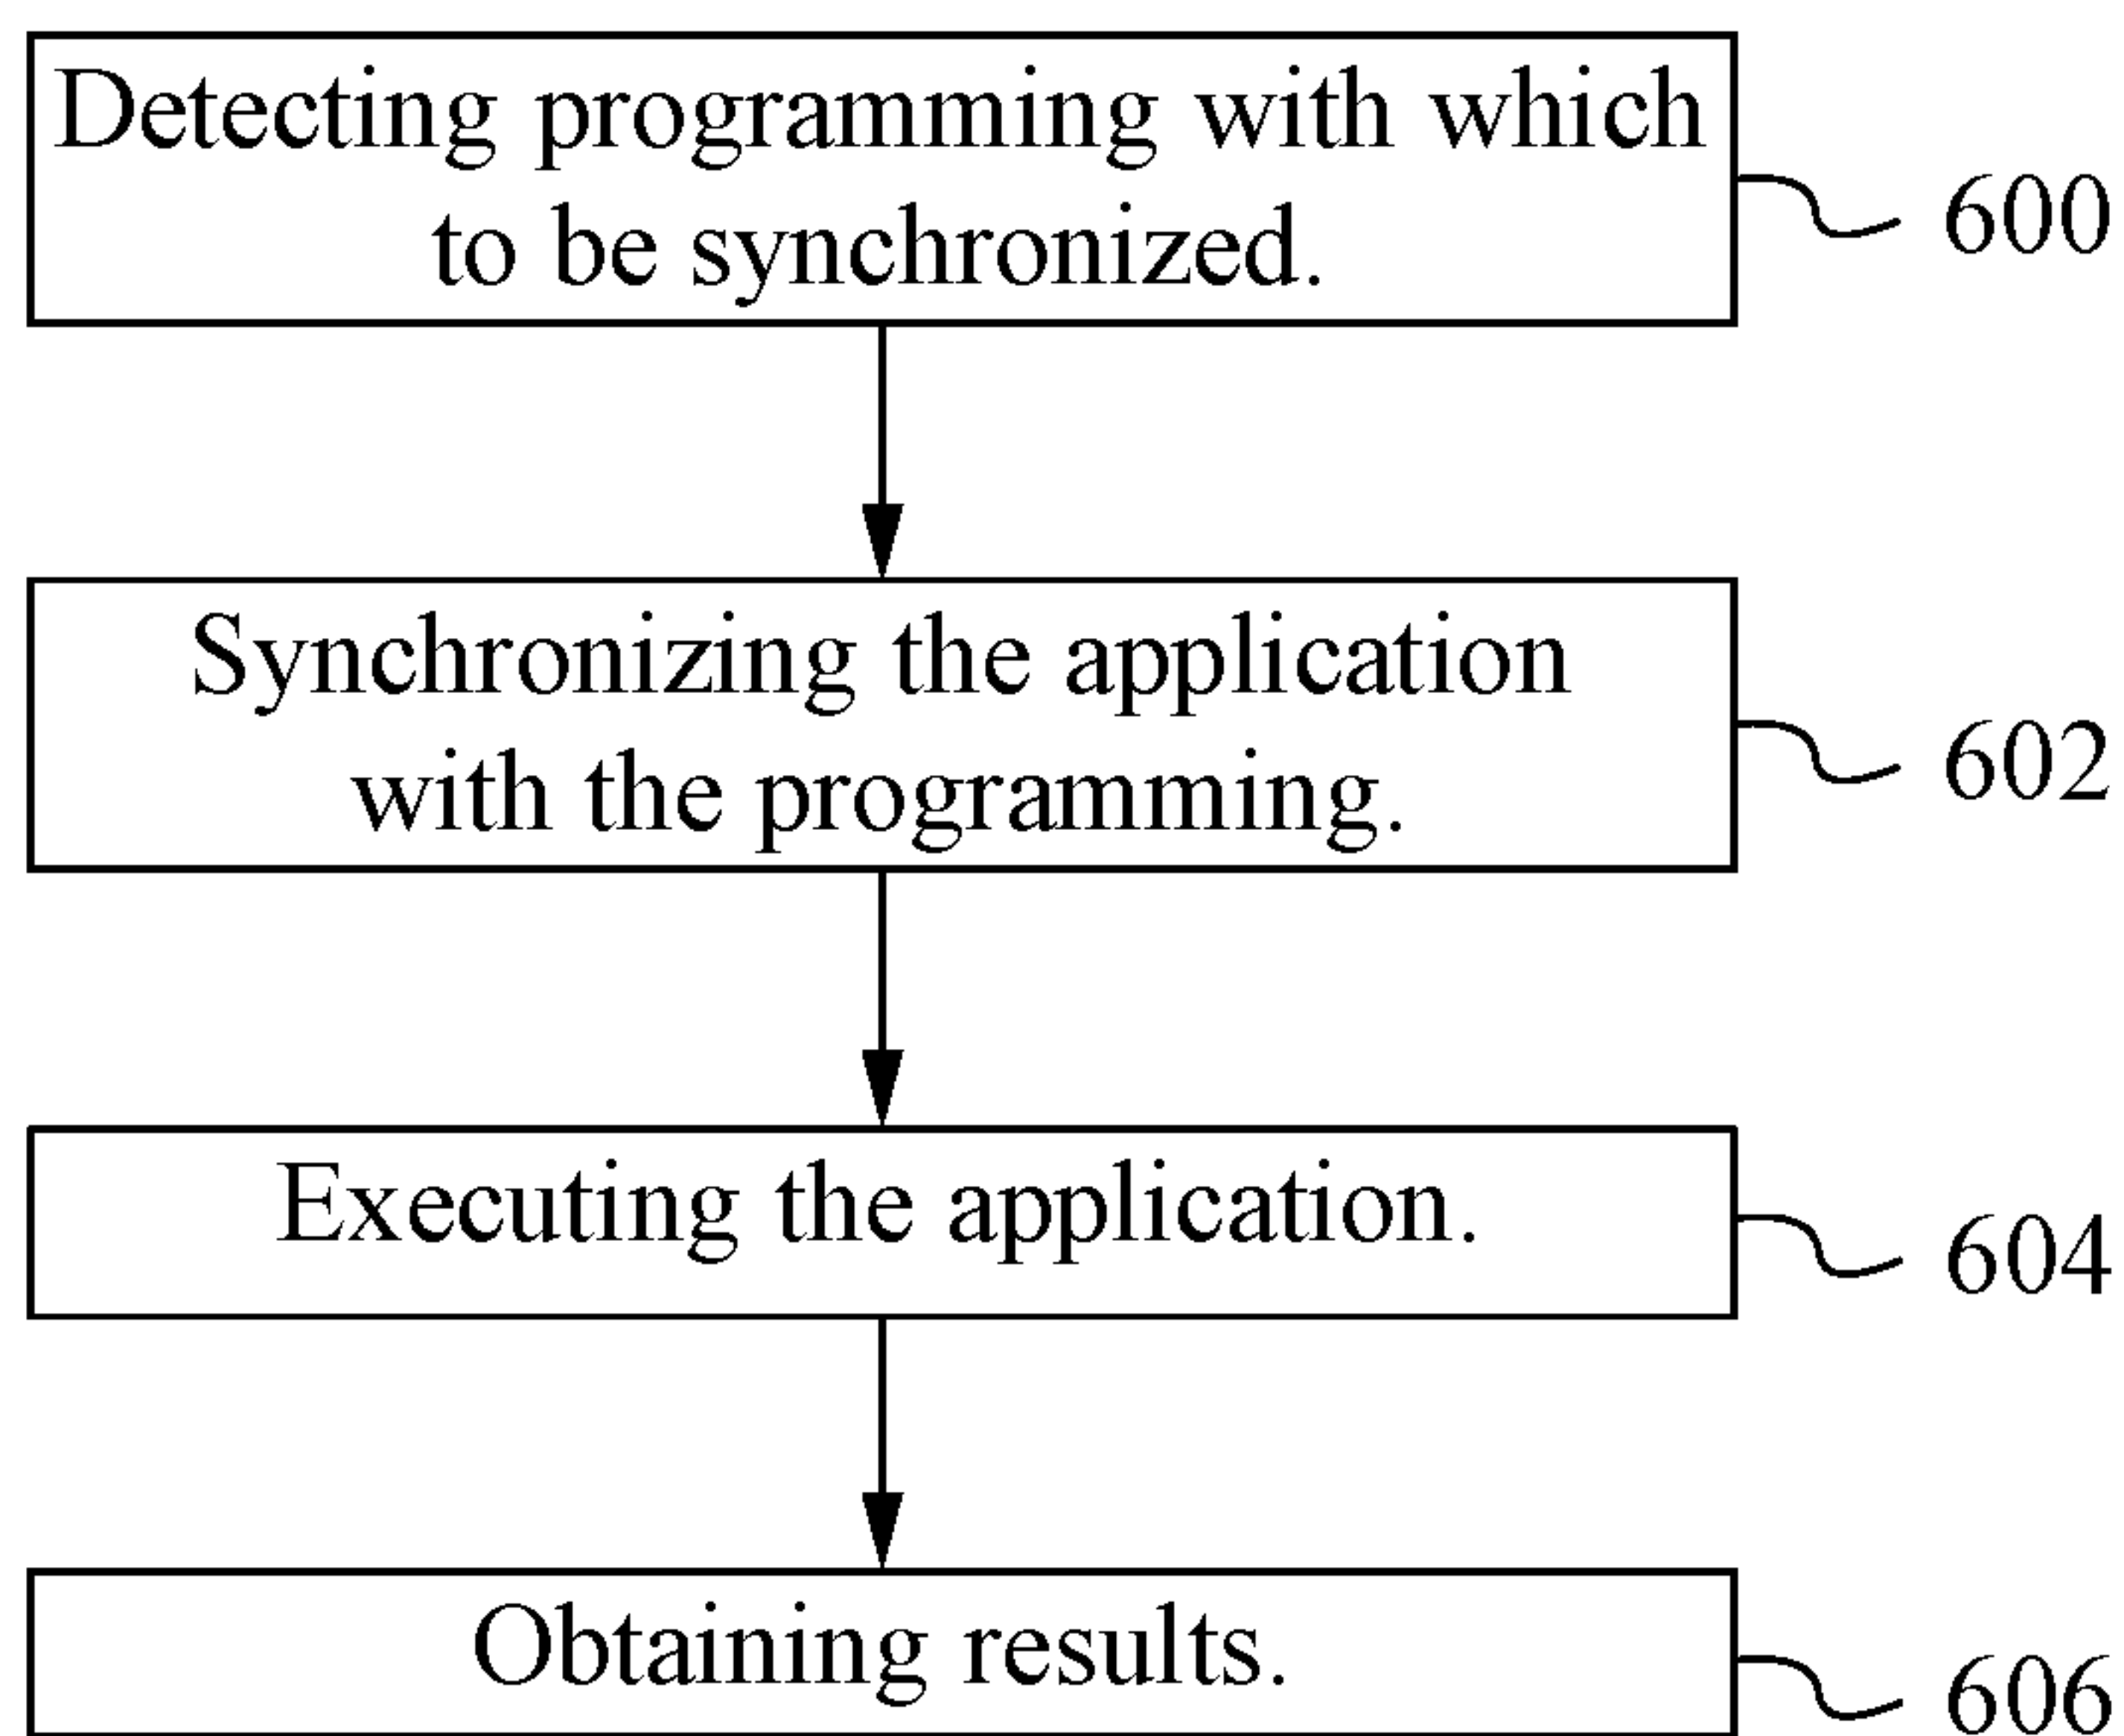 Detecting programming with which
to be synchronized.
600
Synchronizing the application
with the programming.
602
Executing the application.
604
Obtaining results.
606